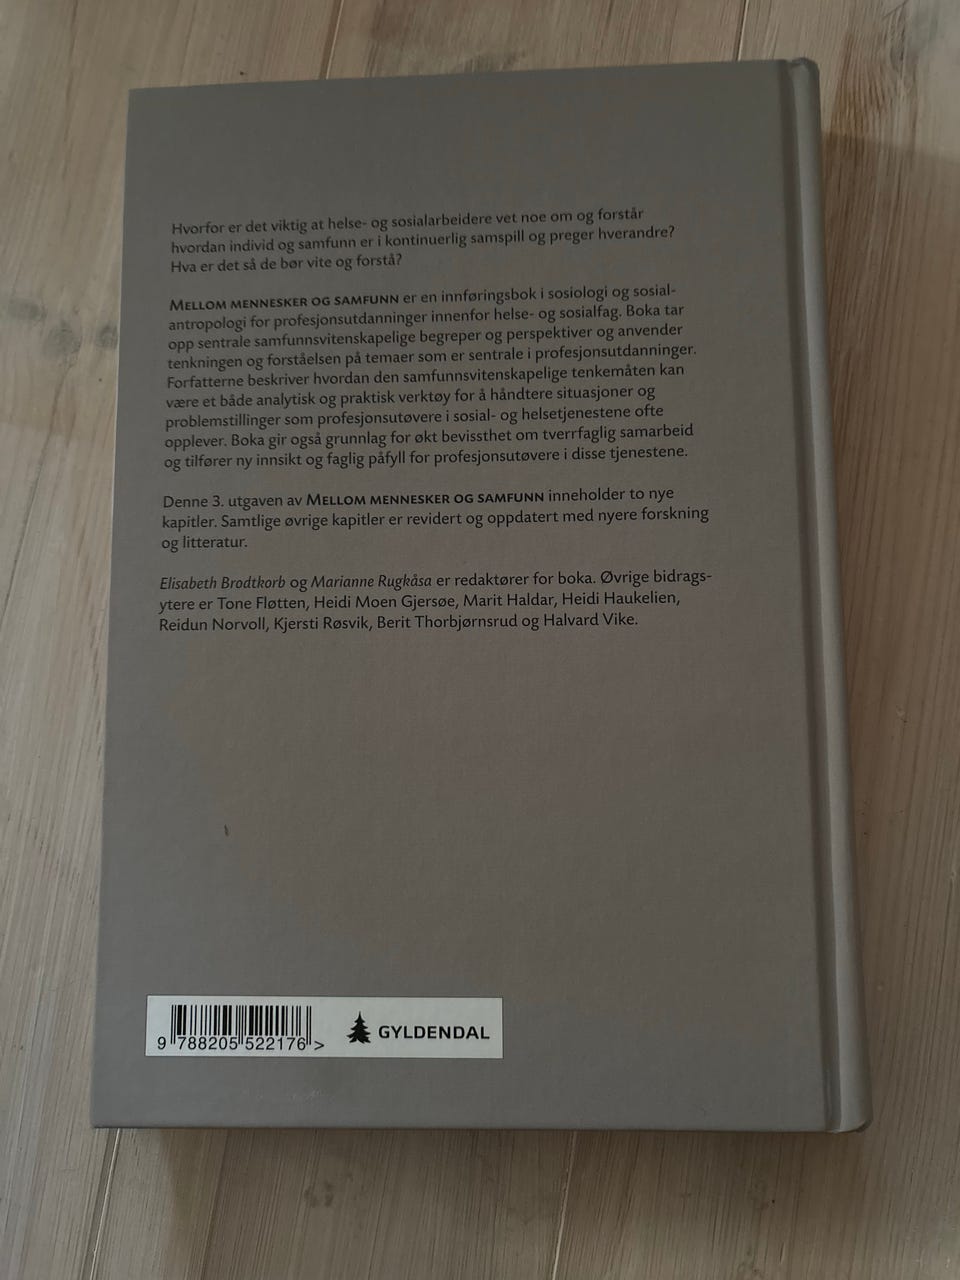 Hvorfor er det viktig at helse- og sosialarbeidere vet noe om og forstår
hvordan individ og samfunn er i kontinuerlig samspill og preger hverandre?
Hva er det så de bør vite og forstå?
MELLOM MENNESKER OG SAMFUNN er en innføringsbok i sosiologi og sosial-
antropologi for profesjonsutdanninger innenfor helse- og sosialfag. Boka tar
opp sentrale samfunnsvitenskapelige begreper og perspektiver og anvender
tenkningen og forståelsen på temaer som er sentrale i profesjonsutdanninger.
Forfatterne beskriver hvordan den samfunnsvitenskapelige tenkemåten kan
være et både analytisk og praktisk verktøy for å håndtere situasjoner og
problemstillinger som profesjonsutøvere i sosial- og helsetjenestene ofte
opplever. Boka gir også grunnlag for økt bevissthet om tverrfaglig samarbeid
og tilfører ny innsikt og faglig påfyll for profesjonsutøvere i disse tjenestene.
Denne 3. utgaven av MELLOM MENNESKER OG SAMFUNN inneholder to nye
kapitler. Samtlige øvrige kapitler er revidert og oppdatert med nyere forskning
og litteratur.
Elisabeth Brodtkorb og Marianne Rugkåsa er redaktører for boka. Øvrige bidrags-
ytere er Tone Fløtten, Heidi Moen Gjersøe, Marit Haldar, Heidi Haukelien,
Reidun Norvoll, Kjersti Røsvik, Berit Thorbjørnsrud og Halvard Vike.
9 788205 522176 >
GYLDENDAL